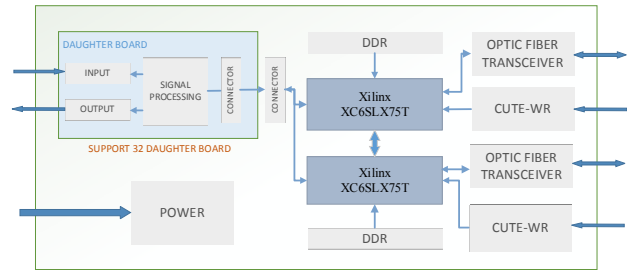 DAUGHTER BOARD
INPUT
OUTPUT
SIGNAL
PROCESSING
CONNECTOR
CONNECTOR
SUPPORT 32 DAUGHTER BOARD
POWER
DDR
Xilinx
XC6SLX75T
Xilinx
XC6SLX75T
DDR
OPTIC FIBER
TRANSCEIVER
CUTE-WR
OPTIC FIBER
TRANSCEIVER
CUTE-WR